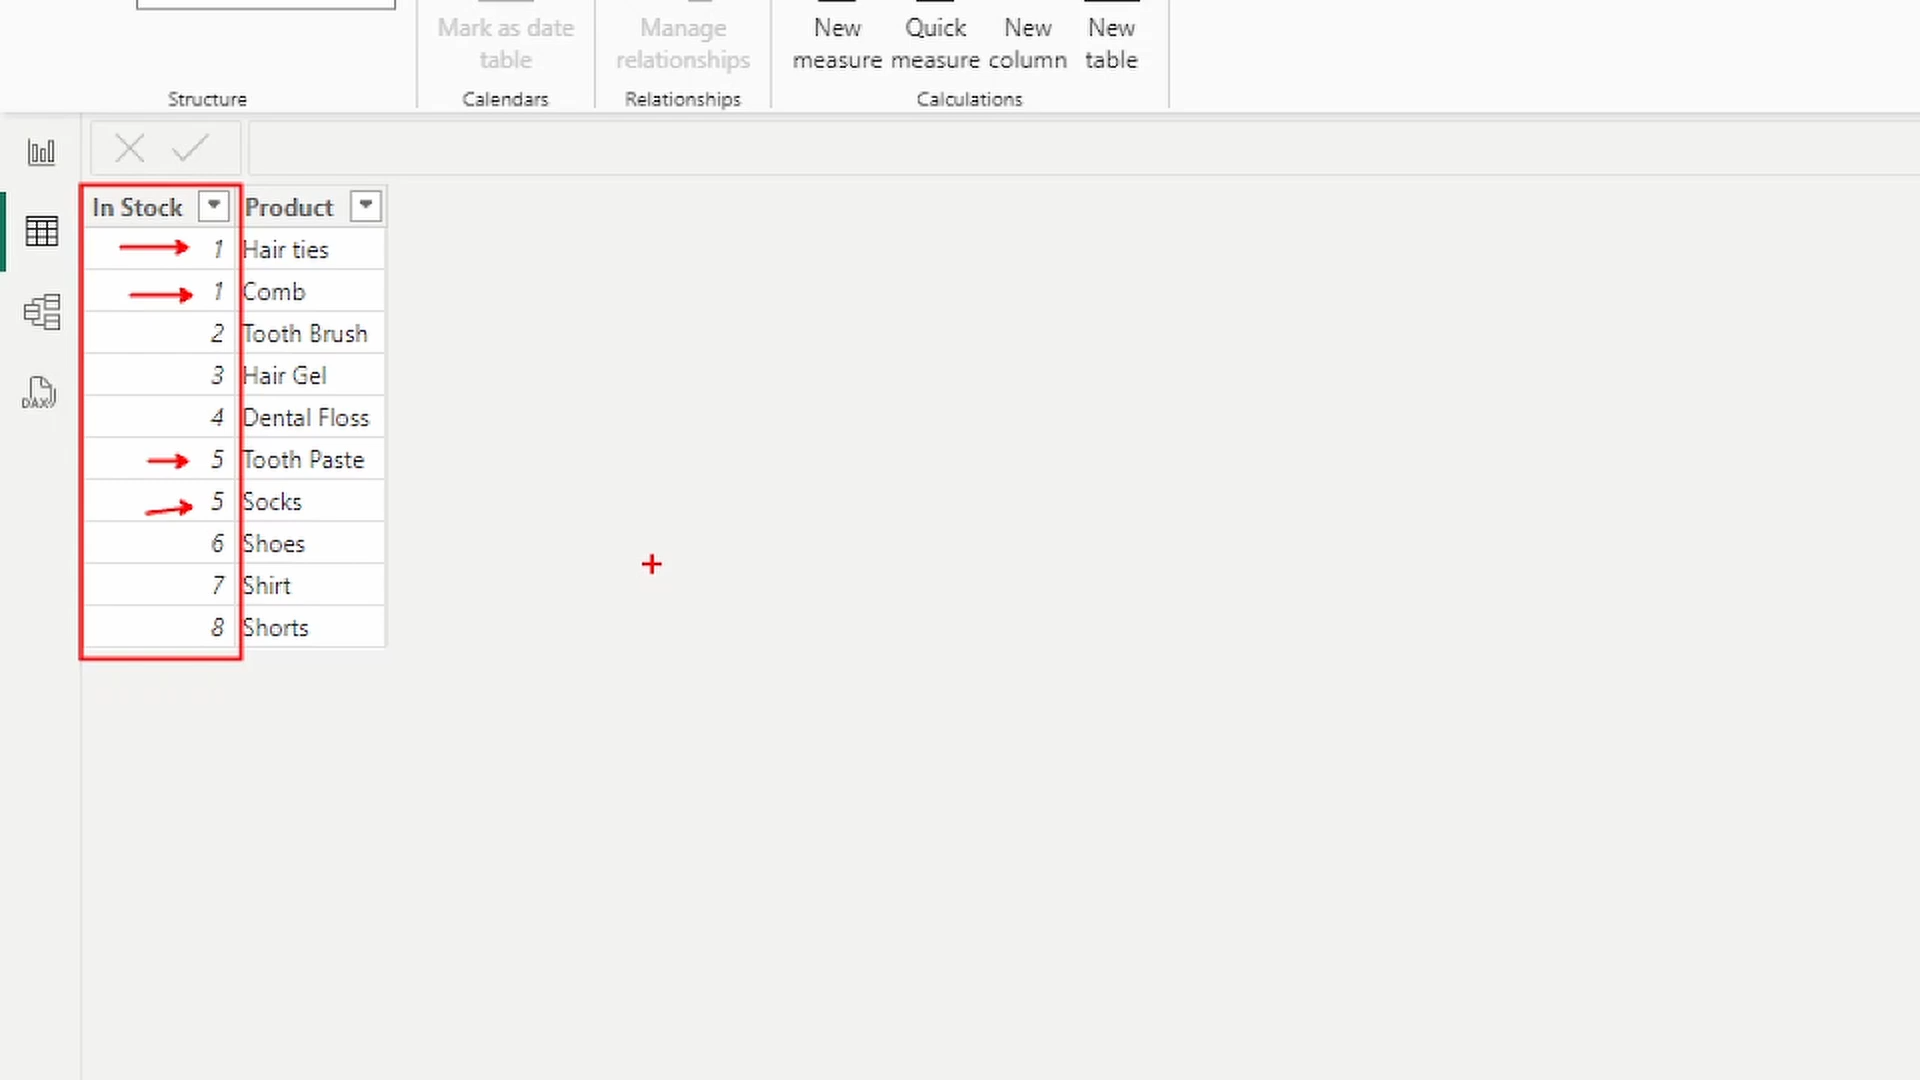 Mark as date
table
Manage
relationships
New
measure
Quick
measure
New
column
New
table
Structure
Calendars
Relationships
Calculations
In Stock Product
1 Hair ties
1 Comb
2 Tooth Brush
3 Hair Gel
4 Dental Floss
5 Tooth Paste
5 Socks
6 Shoes
7 Shirt
8 Shorts
DAX